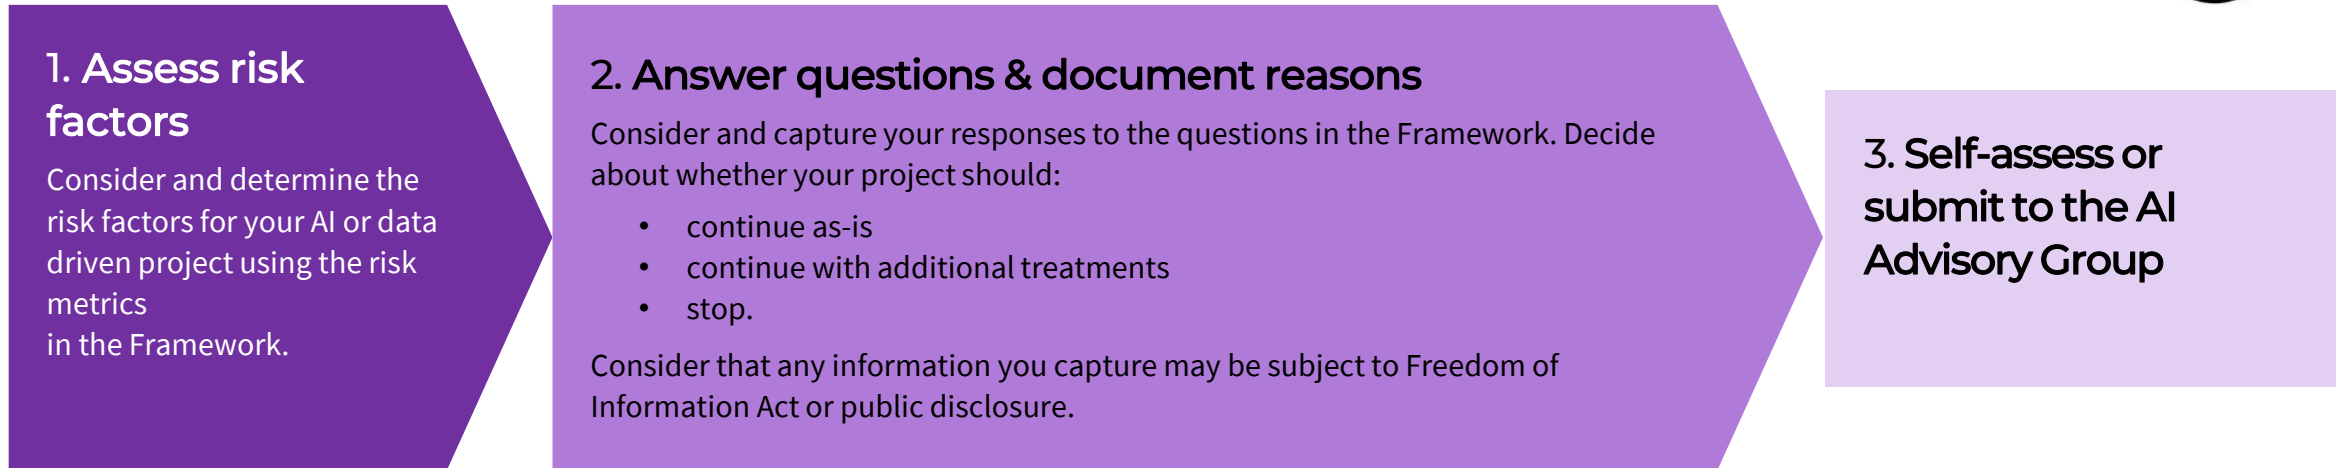 1. Assess risk
factors
Consider and determine the
risk factors for your AI or data
driven project using the risk
metrics
in the Framework.
2. Answer questions & document reasons
Consider and capture your responses to the questions in the Framework. Decide
about whether your project should:
• continue as-is
• continue with additional treatments
• stop.
Consider that any information you capture may be subject to Freedom of
Information Act or public disclosure.
3. Self-assess or
submit to the AI
Advisory Group